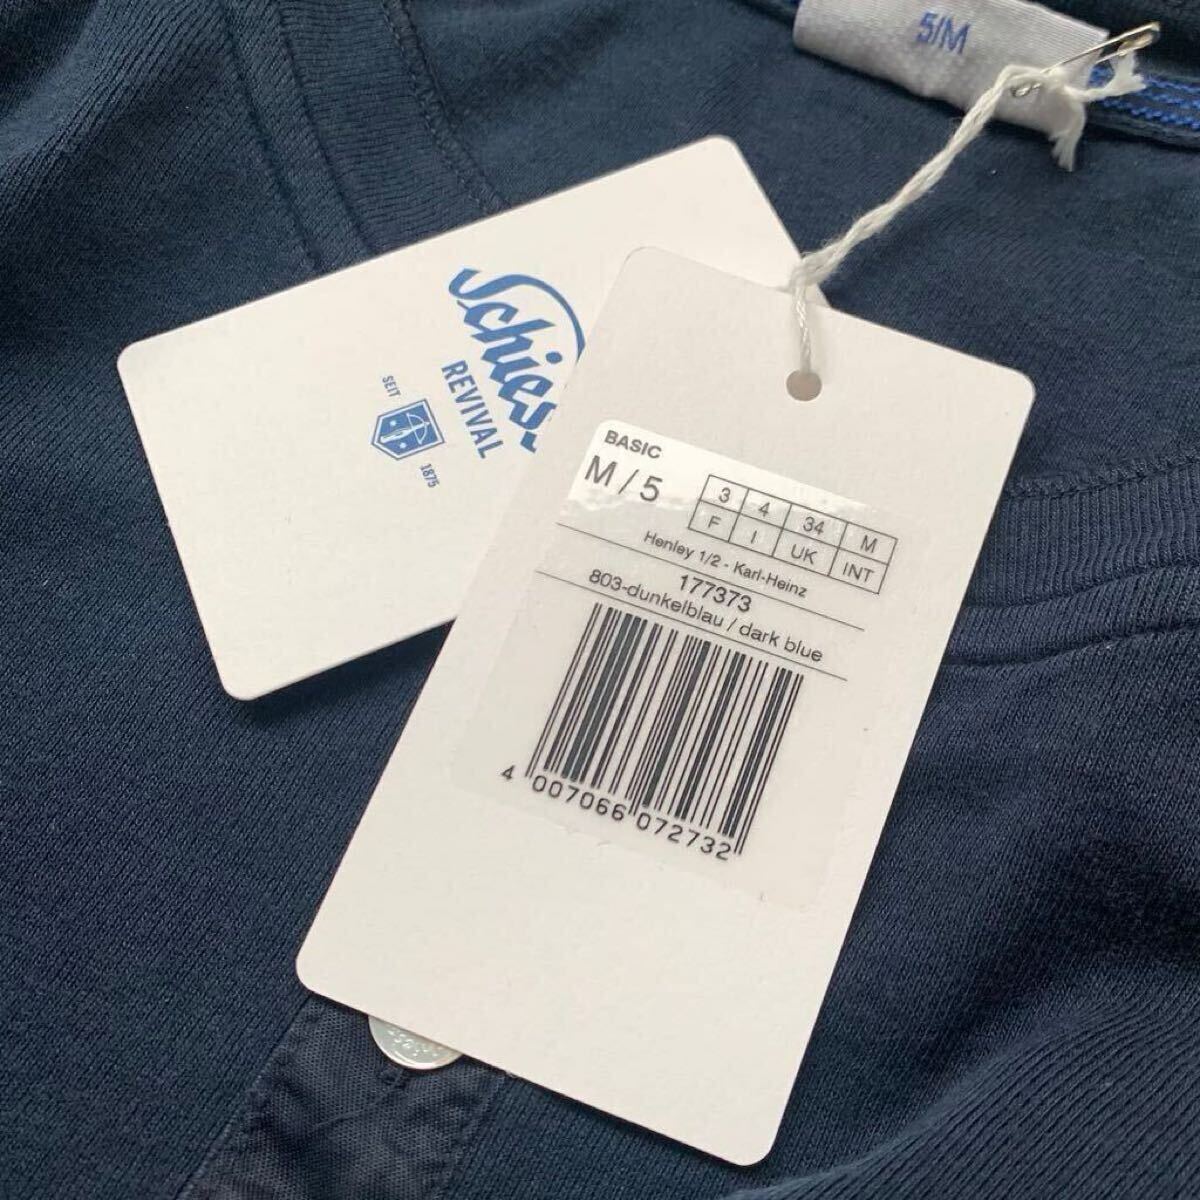 5/M
Schies
REVIVAL
SEIT
1875
BASIC
M / 5
3 4 34 M
F I UK INT
Henley 1/2 - Karl-Heinz
177373
803-dunkelblau / dark blue
4 007066 072732